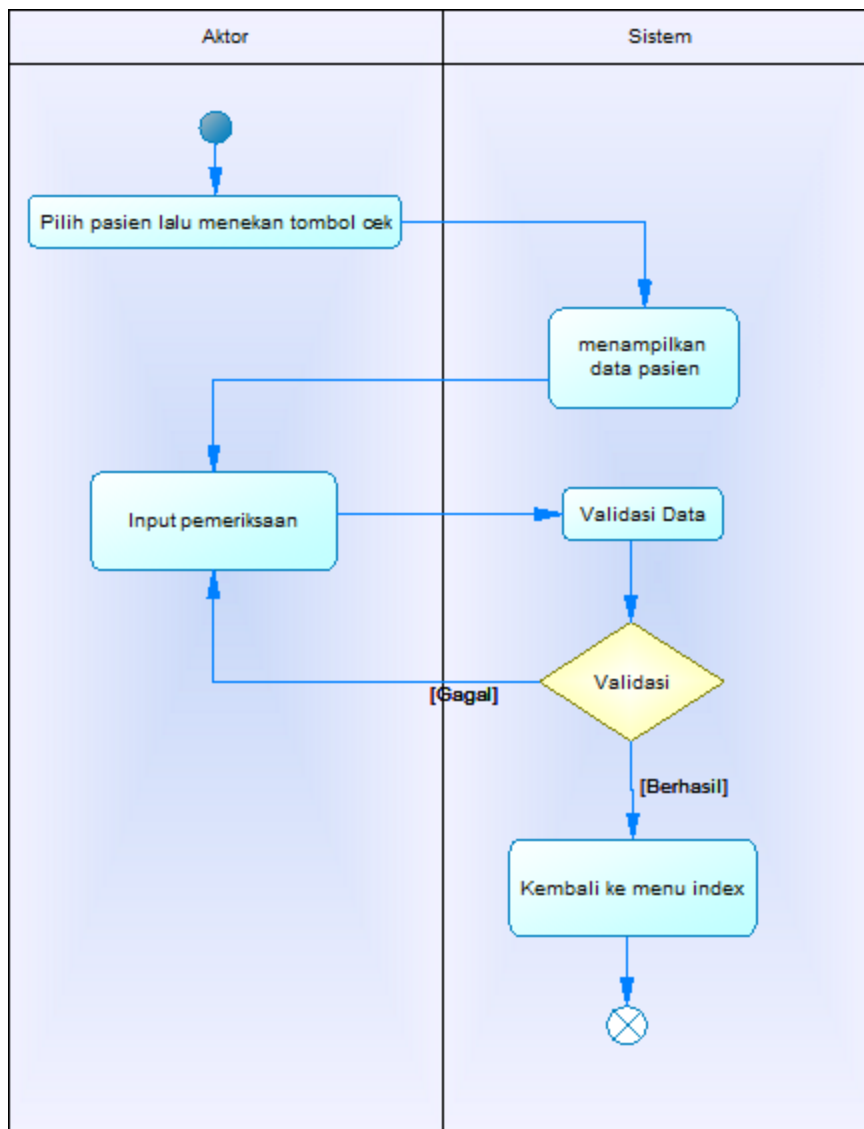 Aktor
Sistem
Pilih pasien lalu menekan tombol cek
menampilkan
data pasien
Input pemeriksaan
Validasi Data
Validasi
[Gagal]
[Berhasil]
Kembali ke menu index